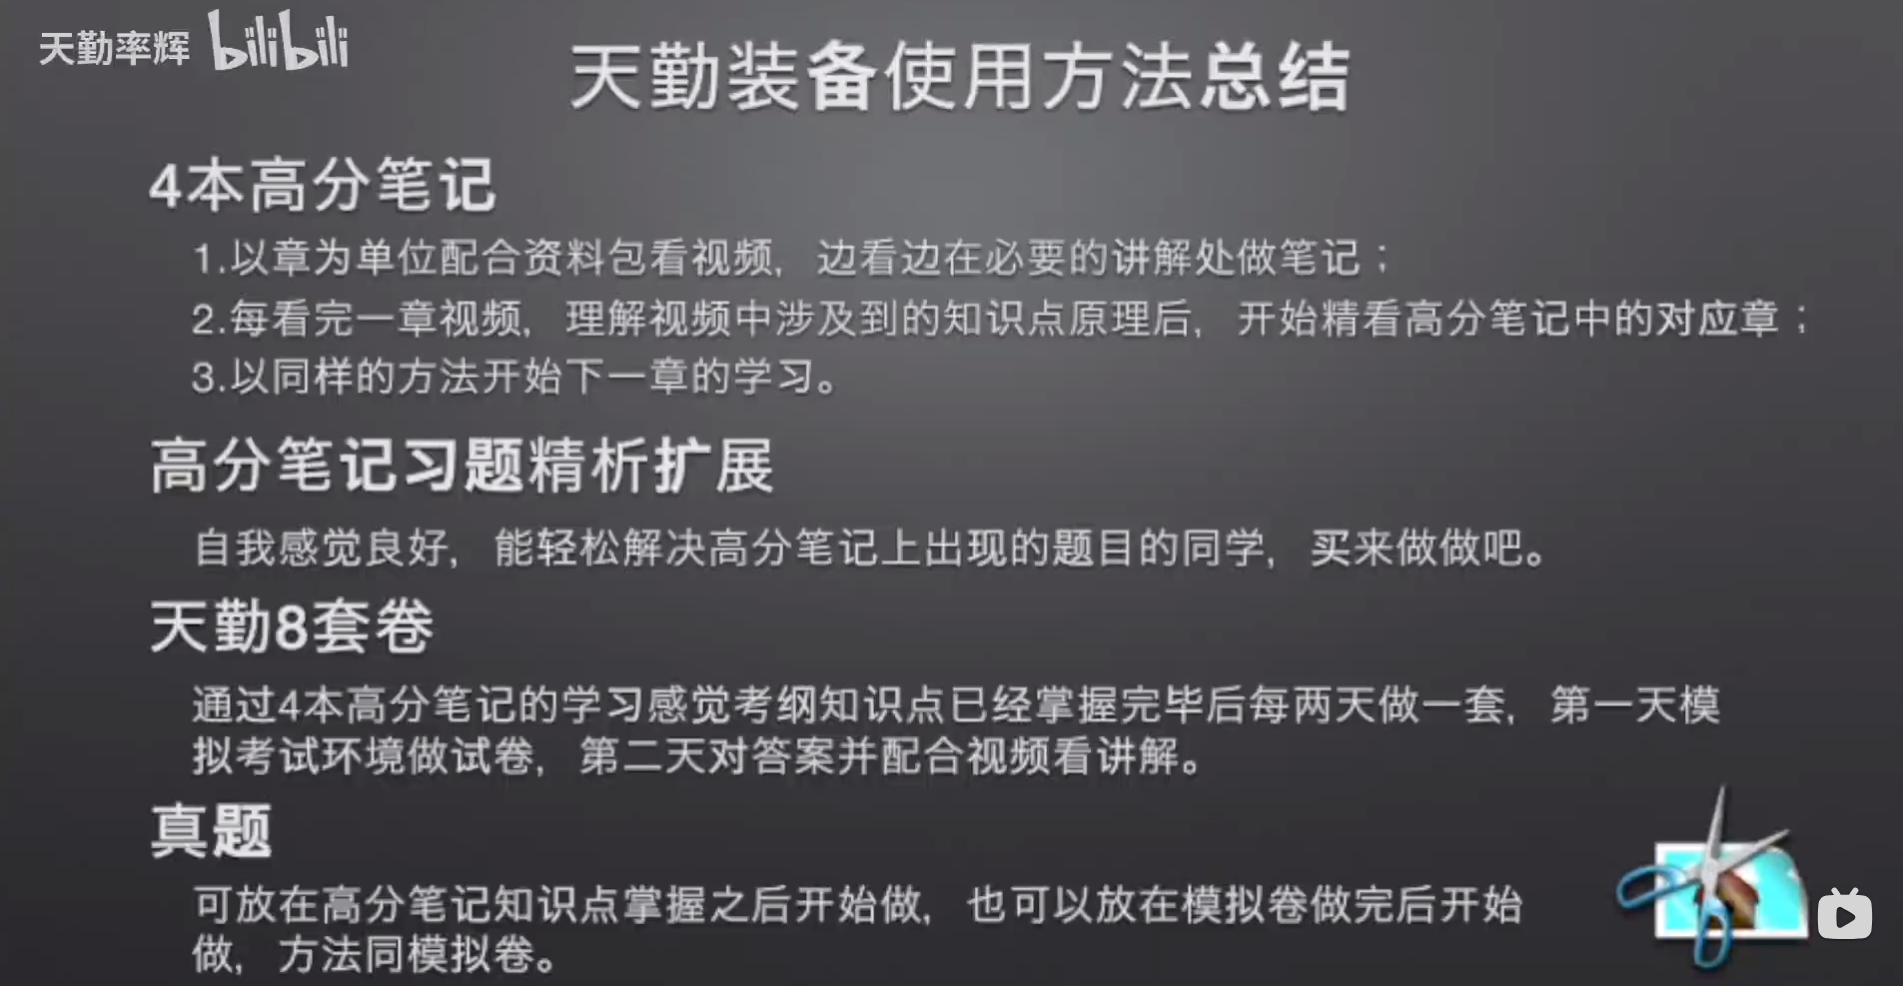 天勤率辉 bilibili
天勤装备使用方法总结
4本高分笔记
1.以章为单位配合资料包看视频，边看边在必要的讲解处做笔记；
2.每看完一章视频，理解视频中涉及到的知识点原理后，开始精看高分笔记中的对应章；
3.以同样的方法开始下一章的学习。
高分笔记习题精析扩展
自我感觉良好，能轻松解决高分笔记上出现的题目的同学，买来做做吧。
天勤8套卷
通过4本高分笔记的学习感觉考纲知识点已经掌握完毕后每两天做一套，第一天模
拟考试环境做试卷，第二天对答案并配合视频看讲解。
真题
可放在高分笔记知识点掌握之后开始做，也可以放在模拟卷做完后开始
做，方法同模拟卷。